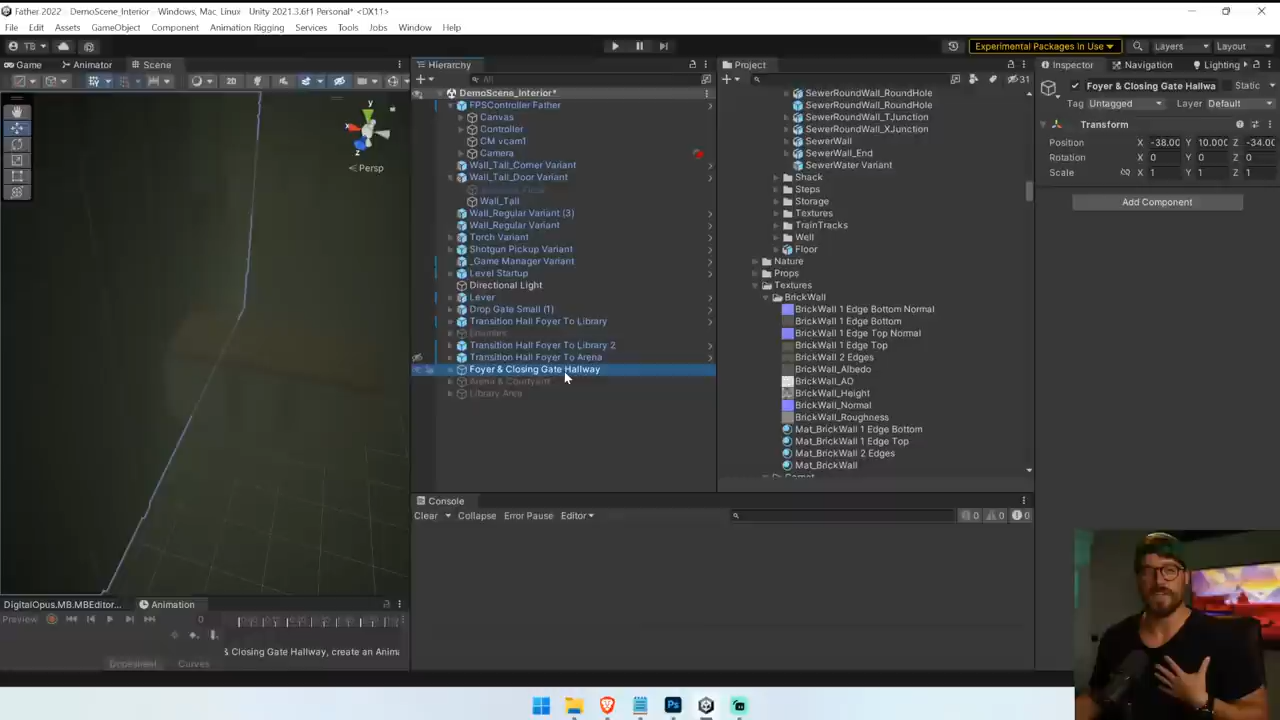 Father 2022 - DemoScene_Interior - Windows, Mac, Linux - Unity 2021.3.6f1 Personal* <DX11>
File Edit Assets GameObject Component Animation Rigging Services Tools Jobs Window Help
TB
Experimental Packages In Use
Layers
Layout
Game
Animator
Scene
2D
y
x
z
Persp
Hierarchy
All
DemoScene_Interior*
FPSController Father
Canvas
Controller
CM vcam1
Camera
Wall_Tall_Corner Variant
Wall_Tall_Door Variant
Wall_Tall
Wall_Regular Variant (3)
Wall_Regular Variant
Torch Variant
Shotgun Pickup Variant
_Game Manager Variant
Level Startup
Directional Light
Lever
Drop Gate Small (1)
Transition Hall Foyer To Library
Enemies
Transition Hall Foyer To Library 2
Transition Hall Foyer To Arena
Foyer & Closing Gate Hallway
Arena & Courtyard
Library Area
Project
31
SewerRoundWall_RoundHole
SewerRoundWall_RoundHole
SewerRoundWall_TJunction
SewerRoundWall_XJunction
SewerWall
SewerWall_End
SewerWater Variant
Shack
Steps
Storage
Textures
TrainTracks
Well
Floor
Nature
Props
Textures
BrickWall
BrickWall 1 Edge Bottom Normal
BrickWall 1 Edge Bottom
BrickWall 1 Edge Top Normal
BrickWall 1 Edge Top
BrickWall 2 Edges
BrickWall_Albedo
BrickWall_AO
BrickWall_Height
BrickWall_Normal
BrickWall_Roughness
Mat_BrickWall 1 Edge Bottom
Mat_BrickWall 1 Edge Top
Mat_BrickWall 2 Edges
Mat_BrickWall
Inspector
Navigation
Lighting
Foyer & Closing Gate Hallwa
Static
Tag Untagged Layer Default
Transform
Position X -38.00 Y 10.000 Z -34.00
Rotation X 0 Y 0 Z 0
Scale X 1 Y 1 Z 1
Add Component
Console
Clear Collapse Error Pause Editor
0 0 0
DigitalOpus.MB.MBEditor...
Animation
Preview
0
& Closing Gate Hallway, create an Anima
Dopesheet Curves
Ps